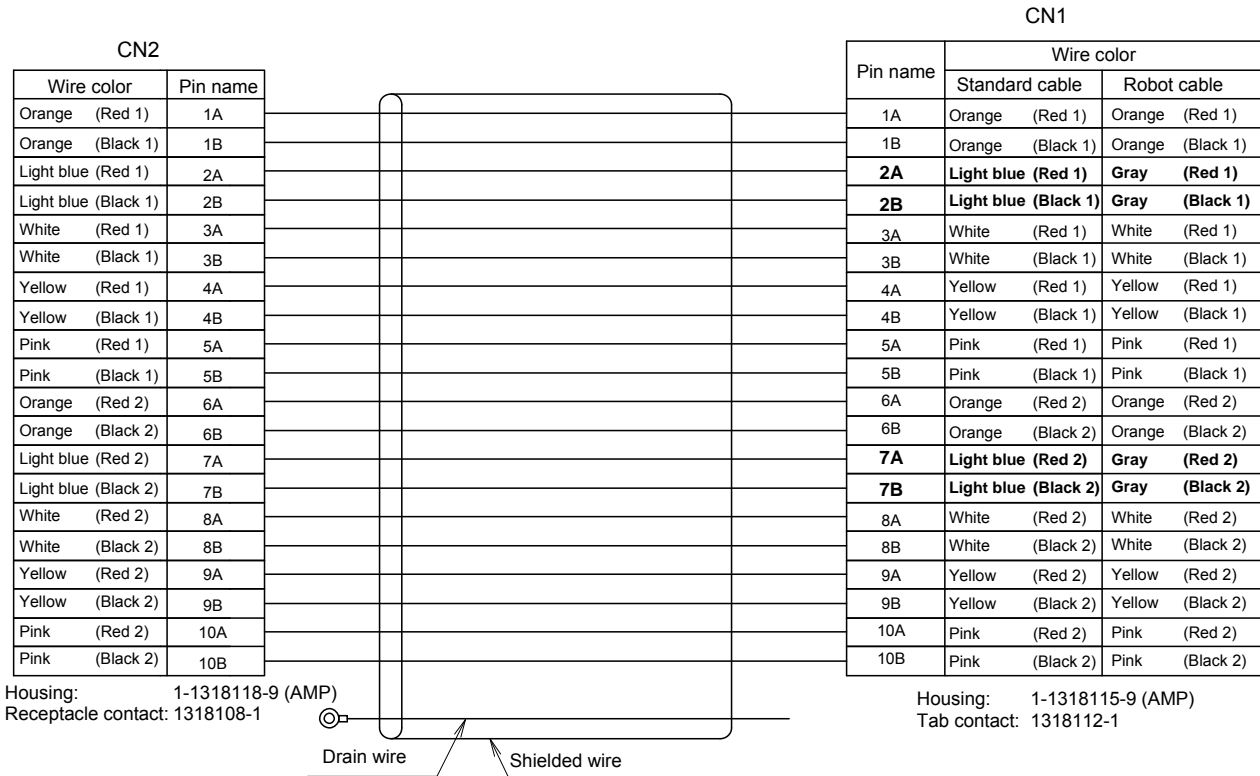 CN1
CN2
Wire color Pin name
Orange (Red 1) 1A
Orange (Black 1) 1B
Light blue (Red 1) 2A
Light blue (Black 1) 2B
White (Red 1) 3A
White (Black 1) 3B
Yellow (Red 1) 4A
Yellow (Black 1) 4B
Pink (Red 1) 5A
Pink (Black 1) 5B
Orange (Red 2) 6A
Orange (Black 2) 6B
Light blue (Red 2) 7A
Light blue (Black 2) 7B
White (Red 2) 8A
White (Black 2) 8B
Yellow (Red 2) 9A
Yellow (Black 2) 9B
Pink (Red 2) 10A
Pink (Black 2) 10B
Housing: 1-1318118-9 (AMP)
Receptacle contact: 1318108-1
Drain wire
Shielded wire
Pin name Wire color
Standard cable Robot cable
1A Orange (Red 1) Orange (Red 1)
1B Orange (Black 1) Orange (Black 1)
2A Light blue (Red 1) Gray (Red 1)
2B Light blue (Black 1) Gray (Black 1)
3A White (Red 1) White (Red 1)
3B White (Black 1) White (Black 1)
4A Yellow (Red 1) Yellow (Red 1)
4B Yellow (Black 1) Yellow (Black 1)
5A Pink (Red 1) Pink (Red 1)
5B Pink (Black 1) Pink (Black 1)
6A Orange (Red 2) Orange (Red 2)
6B Orange (Black 2) Orange (Black 2)
7A Light blue (Red 2) Gray (Red 2)
7B Light blue (Black 2) Gray (Black 2)
8A White (Red 2) White (Red 2)
8B White (Black 2) White (Black 2)
9A Yellow (Red 2) Yellow (Red 2)
9B Yellow (Black 2) Yellow (Black 2)
10A Pink (Red 2) Pink (Red 2)
10B Pink (Black 2) Pink (Black 2)
Housing: 1-1318115-9 (AMP)
Tab contact: 1318112-1